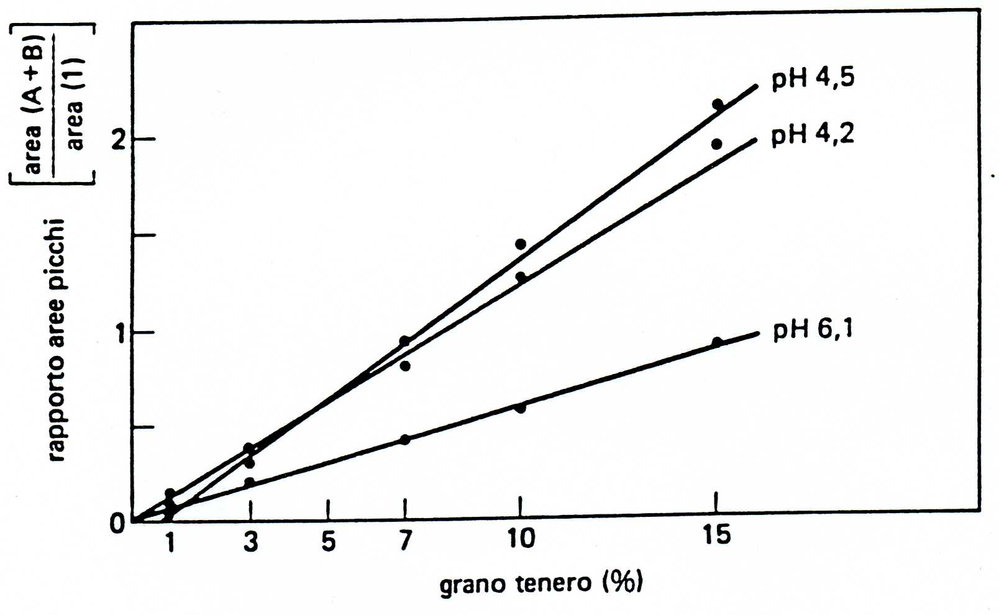 rapporto aree picchi
[area (A+B)
area (1)]
2
1
0
pH 4,5
pH 4,2
pH 6,1
1 3 5 7 10 15
grano tenero (%)